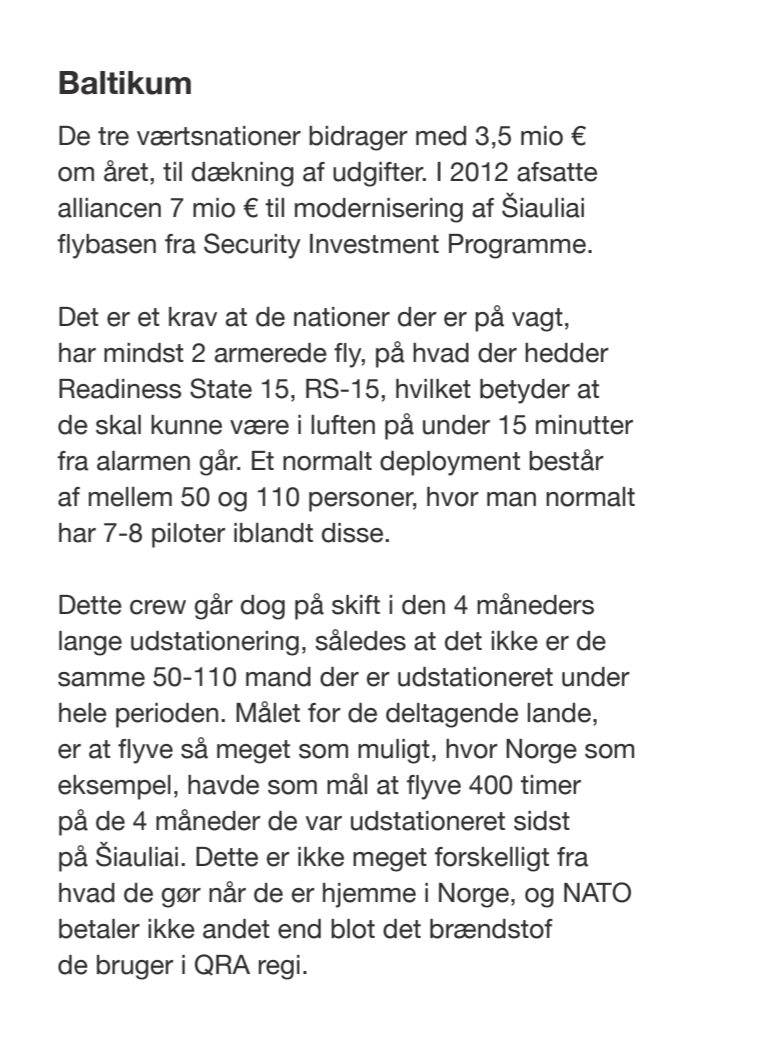 Baltikum
De tre værtsnationer bidrager med 3,5 mio €
om året, til dækning af udgifter. I 2012 afsatte
alliancen 7 mio € til modernisering af Šiauliai
flybasen fra Security Investment Programme.
Det er et krav at de nationer der er på vagt,
har mindst 2 armerede fly, på hvad der hedder
Readiness State 15, RS-15, hvilket betyder at
de skal kunne være i luften på under 15 minutter
fra alarmen går. Et normalt deployment består
af mellem 50 og 110 personer, hvor man normalt
har 7-8 piloter iblandt disse.
Dette crew går dog på skift i den 4 måneders
lange udstationering, således at det ikke er de
samme 50-110 mand der er udstationeret under
hele perioden. Målet for de deltagende lande,
er at flyve så meget som muligt, hvor Norge som
eksempel, havde som mål at flyve 400 timer
på de 4 måneder de var udstationeret sidst
på Šiauliai. Dette er ikke meget forskelligt fra
hvad de gør når de er hjemme i Norge, og NATO
betaler ikke andet end blot det brændstof
de bruger i QRA regi.